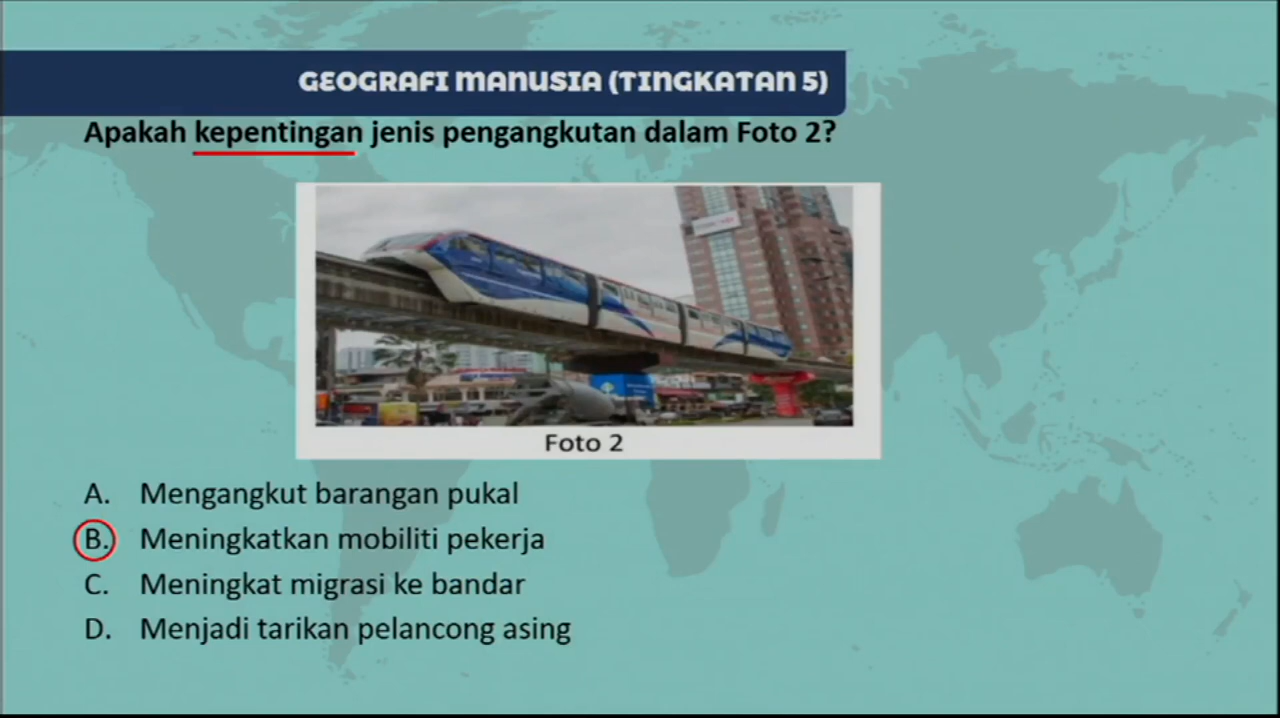 GEOGRAFI MANUSIA (TINGKATAN 5)
Apakah kepentingan jenis pengangkutan dalam Foto 2?
Foto 2
A. Mengangkut barangan pukal
B. Meningkatkan mobiliti pekerja
C. Meningkat migrasi ke bandar
D. Menjadi tarikan pelancong asing